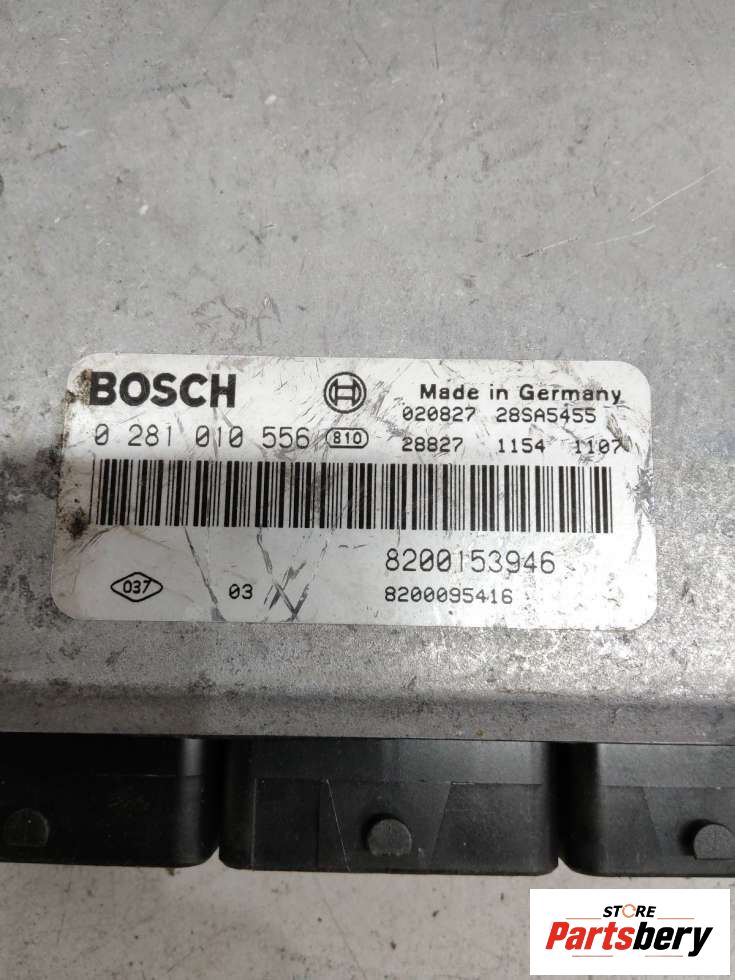 BOSCH
Made in Germany
020827 28SA5455
0 281 010 556 810
28827 1154 1107
8200153946
037 03
8200095416
STORE
Partsbery